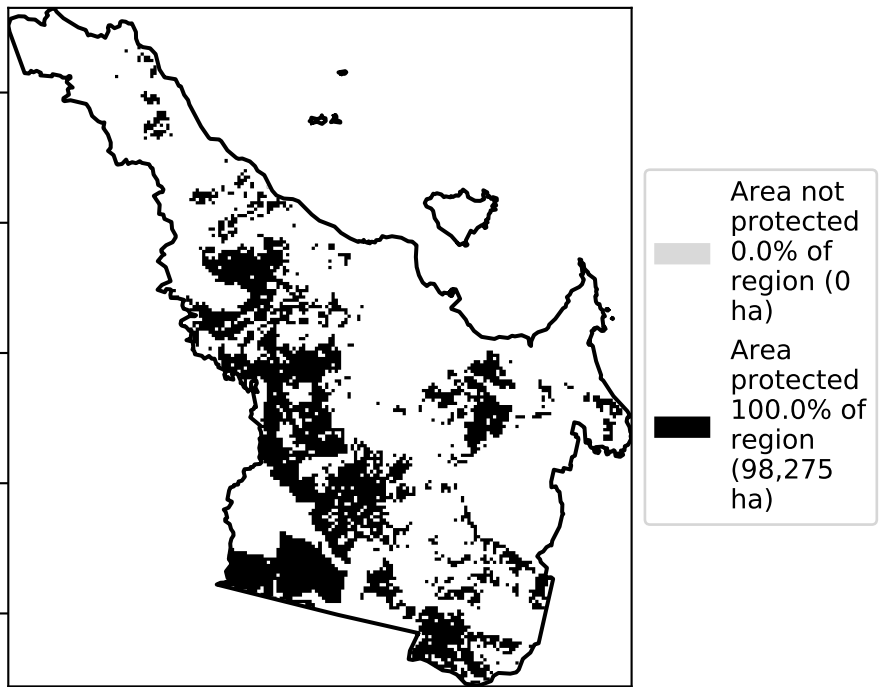 Area not
protected
0.0% of
region (0
ha)
Area
protected
100.0% of
region
(98,275
ha)